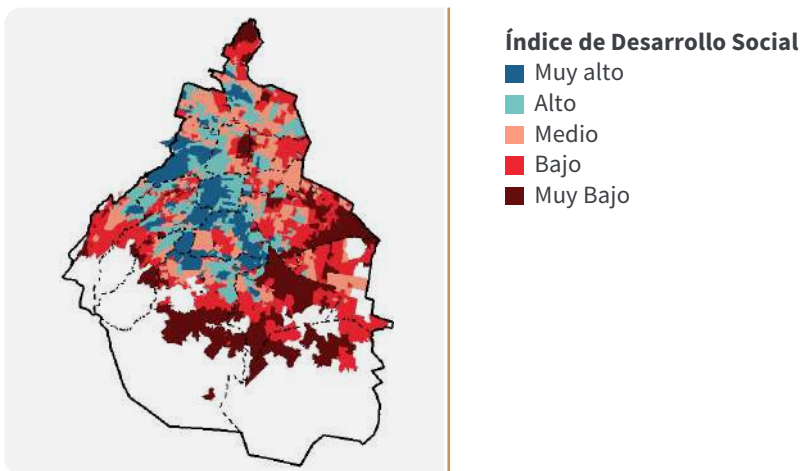 Índice de Desarrollo Social
Muy alto
Alto
Medio
Bajo
Muy Bajo